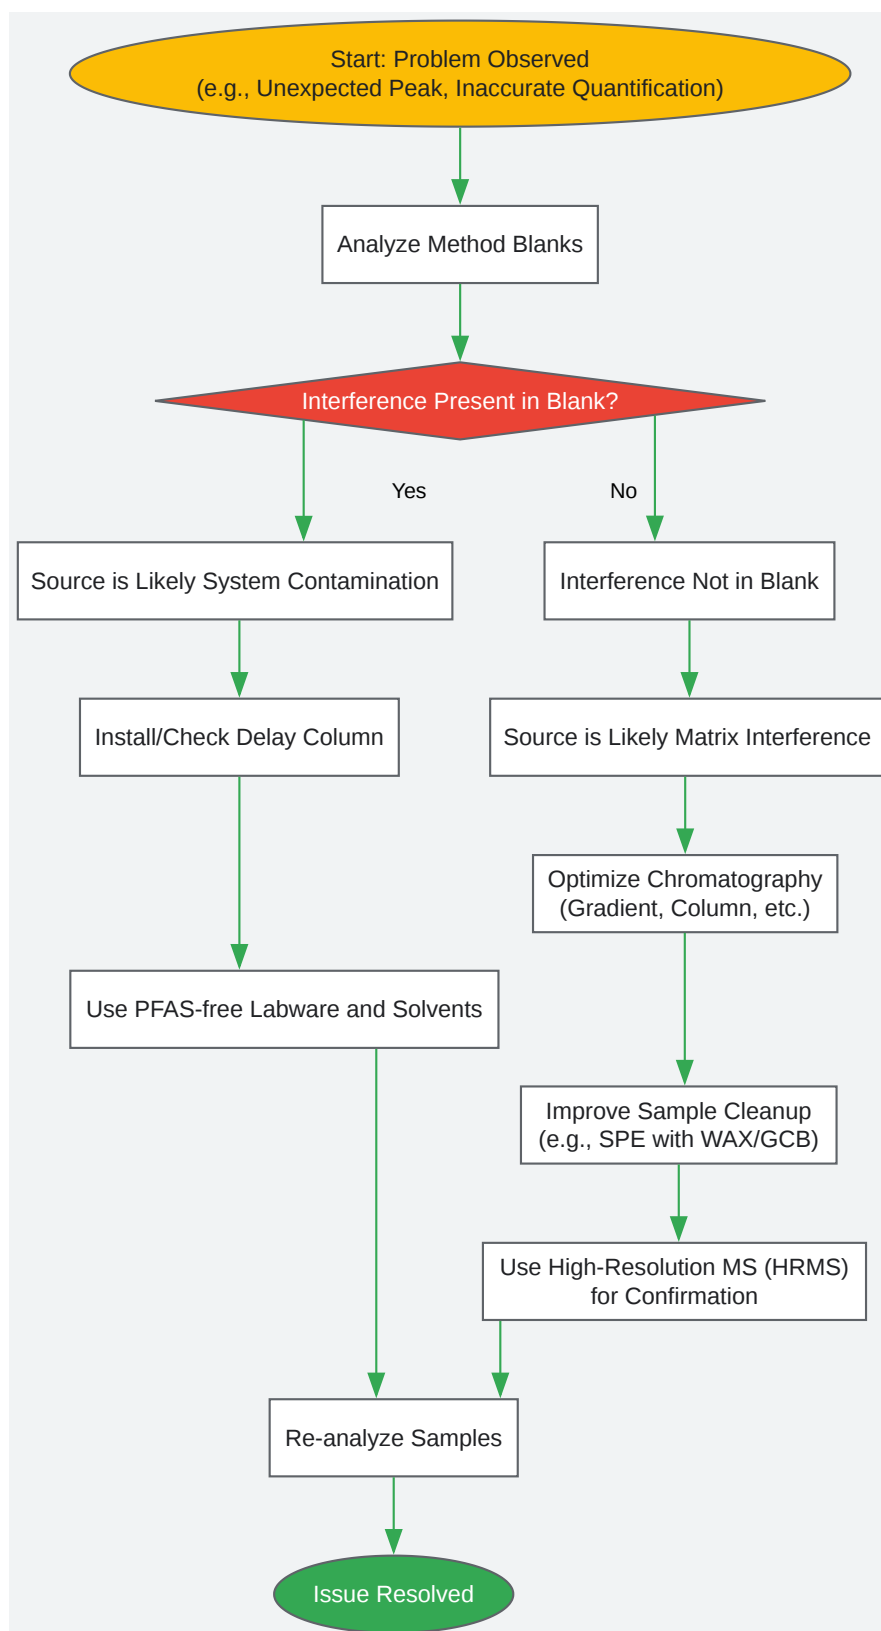 Start: Problem Observed
(e.g., Unexpected Peak, Inaccurate Quantification)
Analyze Method Blanks
Interference Present in Blank?
Yes
No
Source is Likely System Contamination
Interference Not in Blank
Install/Check Delay Column
Source is Likely Matrix Interference
Optimize Chromatography
(Gradient, Column, etc.)
Use PFAS-free Labware and Solvents
Improve Sample Cleanup
(e.g., SPE with WAX/GCB)
Use High-Resolution MS (HRMS)
for Confirmation
Re-analyze Samples
Issue Resolved